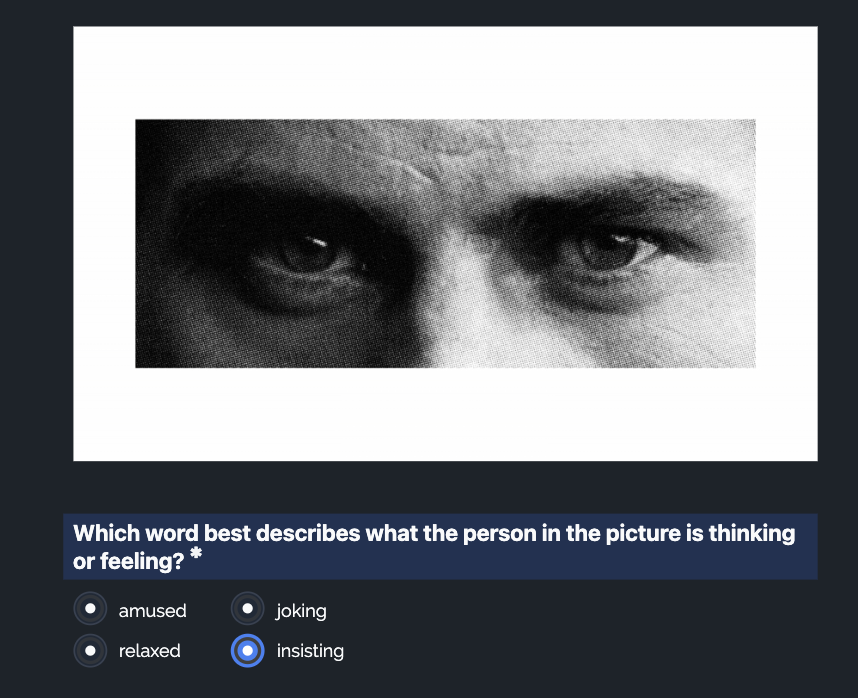 Which word best describes what the person in the picture is thinking
or feeling? *
amused
joking
relaxed
insisting